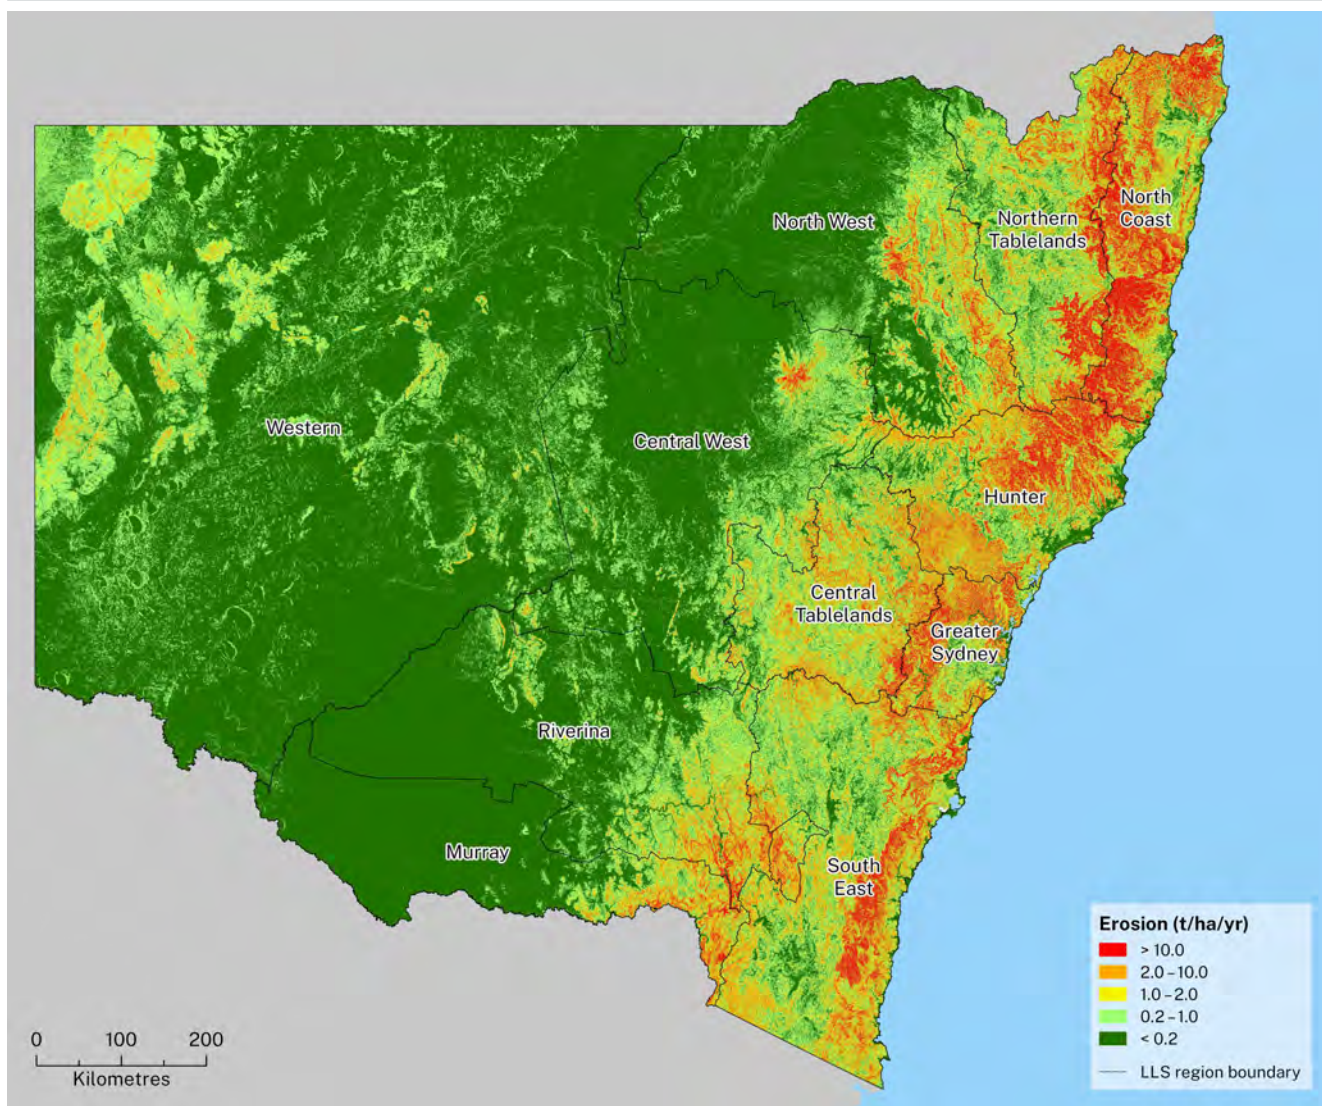 North
Coast
North West
Northern
Tablelands
Western
Central West
Hunter
Central
Tablelands
Greater
Sydney
Riverina
Murray
South
East
Erosion (t/ha/yr)
> 10.0
2.0–10.0
1.0–2.0
0.2–1.0
< 0.2
LLS region boundary
0 100 200
Kilometres